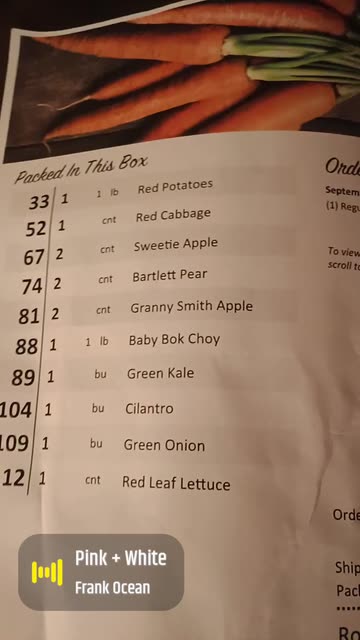 Packed In This Box
33 1 1 lb Red Potatoes
52 1 cnt Red Cabbage
67 2 cnt Sweetie Apple
74 2 cnt Bartlett Pear
81 2 cnt Granny Smith Apple
88 1 1 lb Baby Bok Choy
89 1 bu Green Kale
104 1 bu Cilantro
109 1 bu Green Onion
12 1 cnt Red Leaf Lettuce
Orde
Septem
(1) Regu
To view
scroll t
Orde
Ship
Pac
Pink + White
Frank Ocean